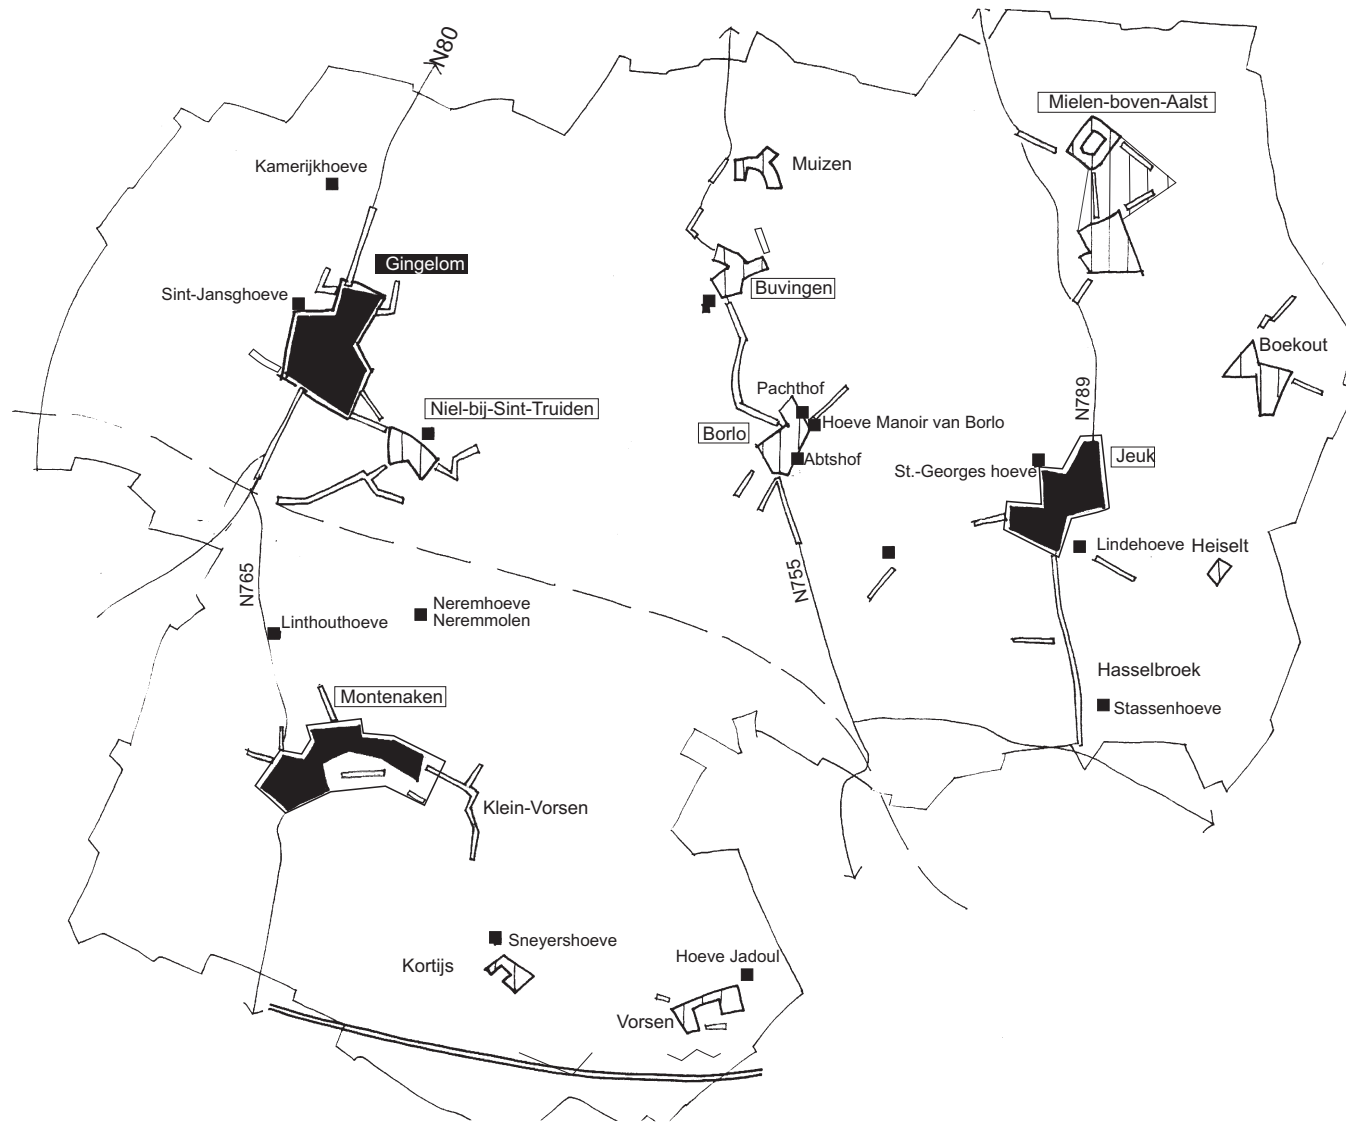 N80
Mielen-boven-Aalst
Kamerijkhoeve
Muizen
Gingelom
Sint-Jansghoeve
Buvingen
Boekout
Pachthof
N789
Niel-bij-Sint-Truiden
Borlo
Hoeve Manoir van Borlo
Abtshof
Jeuk
St.-Georges hoeve
Lindehoeve
Heiselt
N765
N755
Neremhoeve
Neremmolen
Linthouthoeve
Hasselbroek
Montenaken
Stassenhoeve
Klein-Vorsen
Sneyershoeve
Hoeve Jadoul
Kortijs
Vorsen